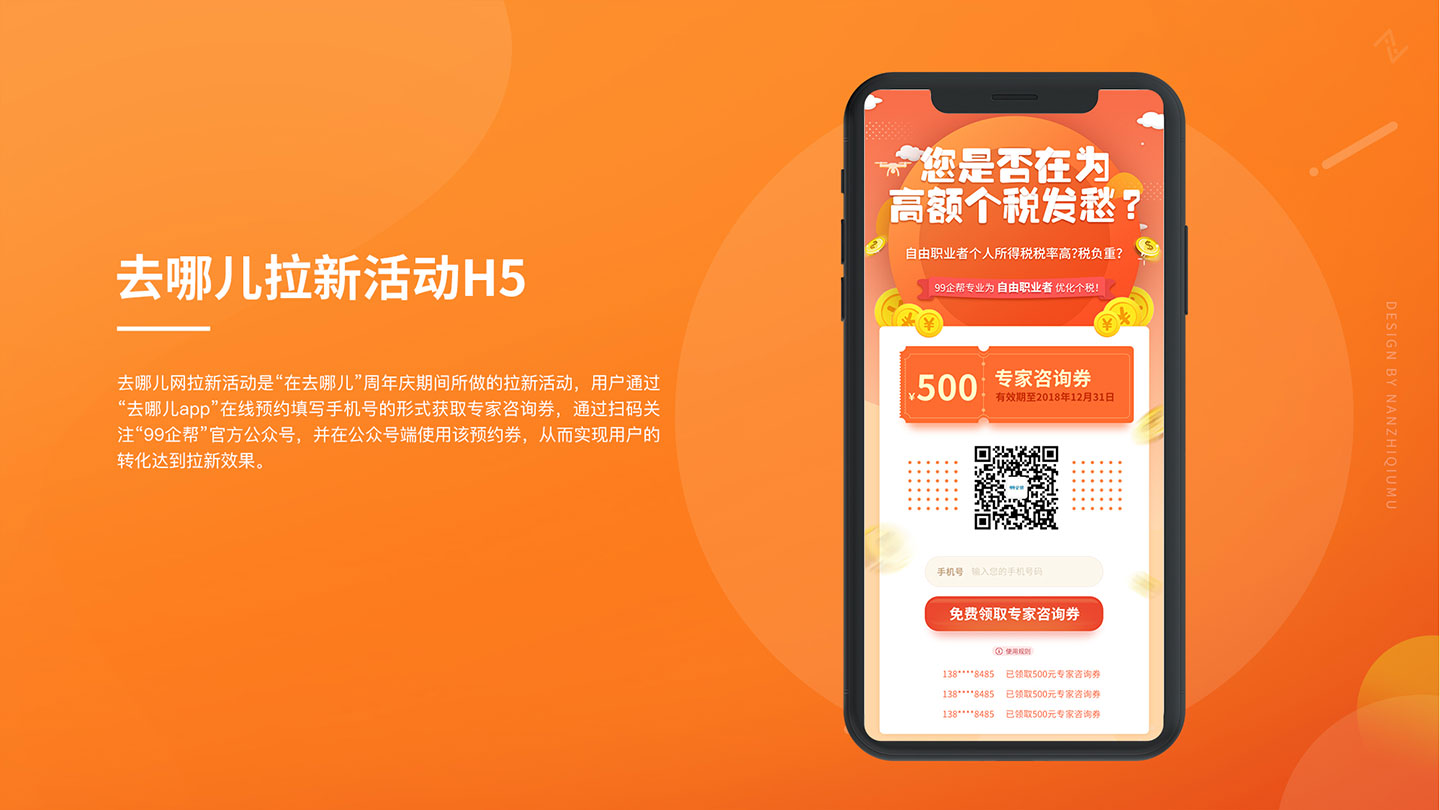 去哪儿拉新活动H5
去哪儿网拉新活动是“在去哪儿”周年庆期间所做的拉新活动，用户通过
“去哪儿app”在线预约填写手机号的形式获取专家咨询券，通过扫码关
注“99企帮”官方公众号，并在公众号端使用该预约券，从而实现用户的
转化达到拉新效果。
您是否在为
高额个税发愁？
自由职业者个人所得税税率高?税负重?
99企帮专业为 自由职业者 优化个税!
¥500
专家咨询券
有效期至2018年12月31日
99企帮
手机号 输入您的手机号码
免费领取专家咨询券
使用规则
138****8485 已领取500元专家咨询券
138****8485 已领取500元专家咨询券
138****8485 已领取500元专家咨询券
DESIGN BY NANZHIQIUMU